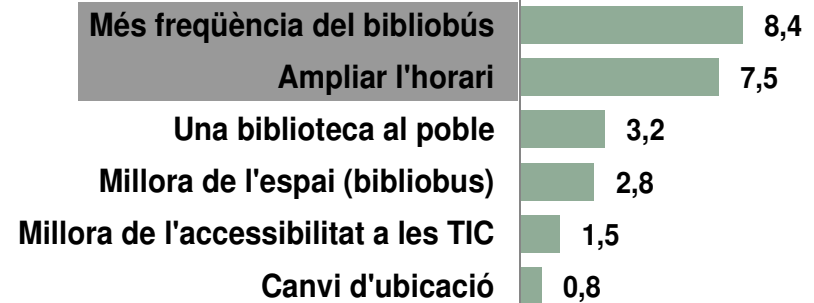 Més freqüència del bibliobús 8,4
Ampliar l'horari 7,5
Una biblioteca al poble 3,2
Millora de l'espai (bibliobus) 2,8
Millora de l'accessibilitat a les TIC 1,5
Canvi d'ubicació 0,8